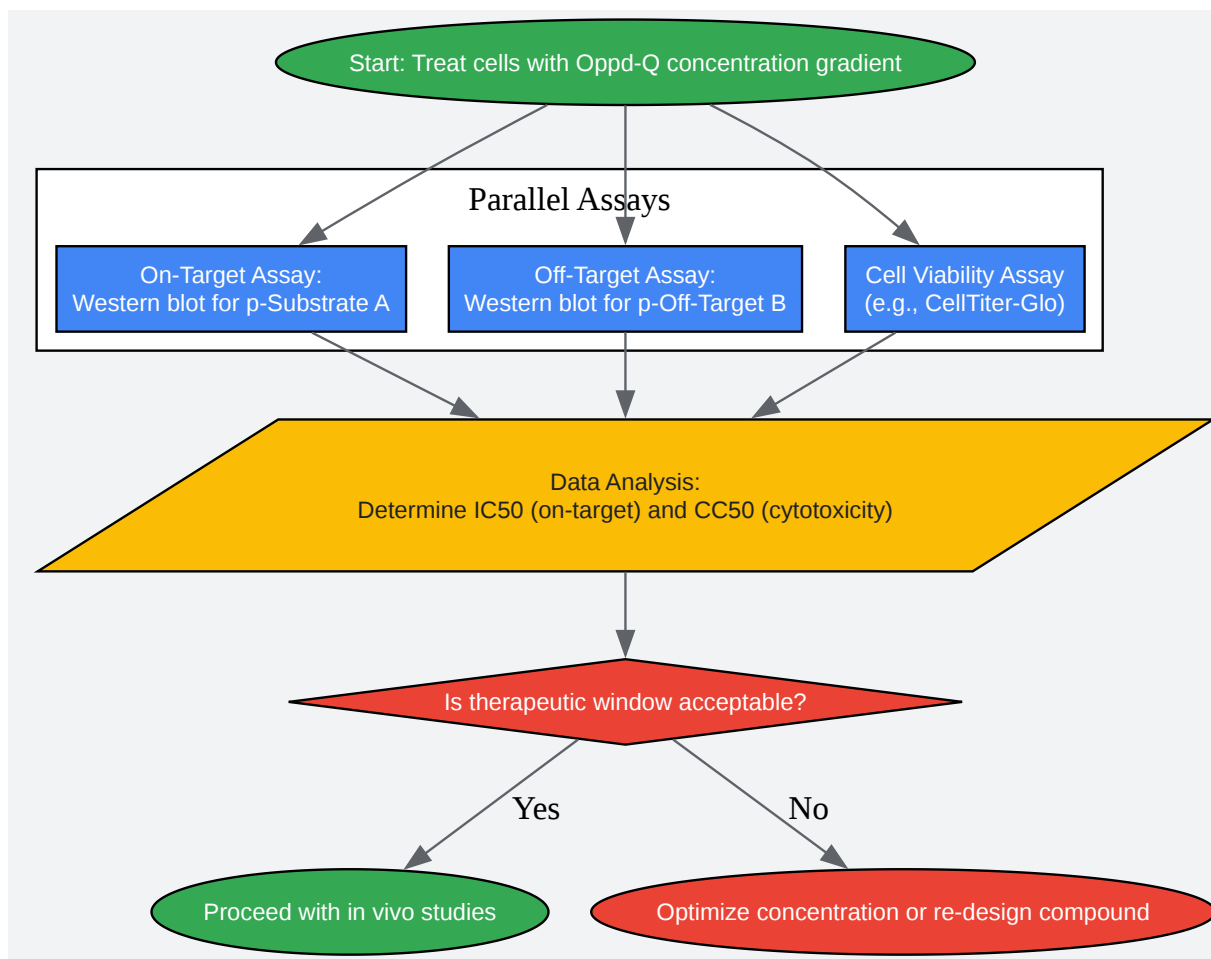 Start: Treat cells with Oppd-Q concentration gradient
Parallel Assays
On-Target Assay:
Western blot for p-Substrate A
Off-Target Assay:
Western blot for p-Off-Target B
Cell Viability Assay
(e.g., CellTiter-Glo)
Data Analysis:
Determine IC50 (on-target) and CC50 (cytotoxicity)
Is therapeutic window acceptable?
Yes
No
Proceed with in vivo studies
Optimize concentration or re-design compound